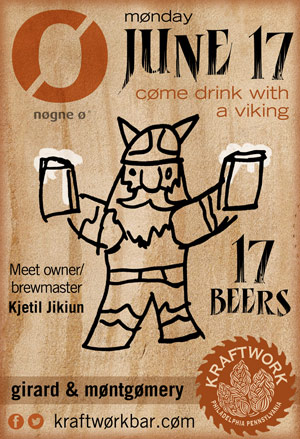 mønday
JUNE 17
cøme drink with
a viking
Ø
nøgne ø
Meet owner/
brewmaster
Kjetil Jikiun
17
BEERS
KRAFTWORK
PHILADELPHIA PENNSYLVANIA
girard & møntgømery
kraftwørkbar.cøm